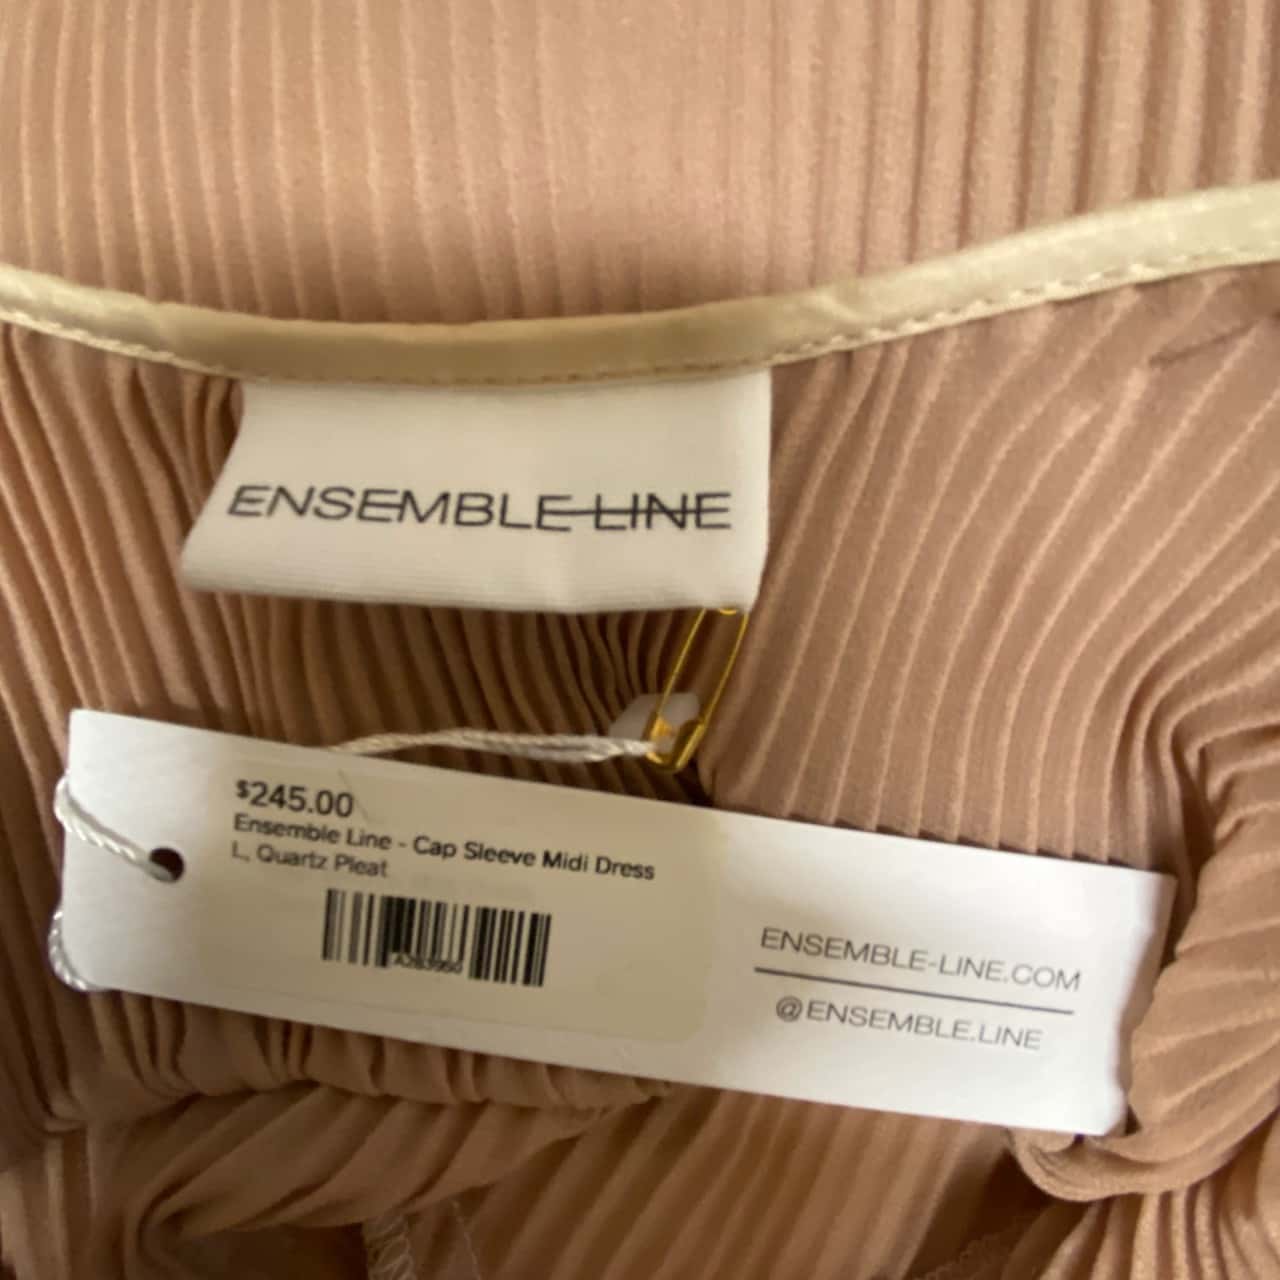 ENSEMBLE-LINE
$245.00
Ensemble Line - Cap Sleeve Midi Dress
L, Quartz Pleat
ENSEMBLE-LINE.COM
@ENSEMBLE.LINE